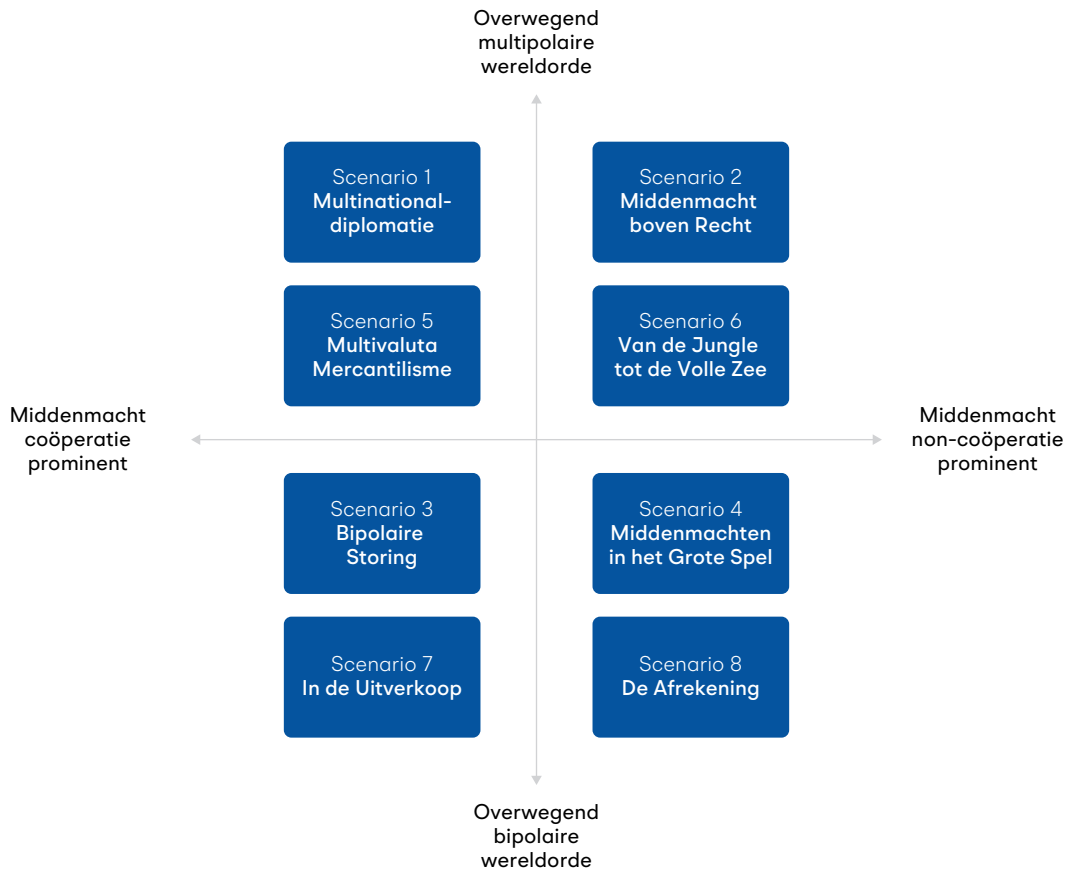 Overwegend
multipolaire
wereldorde
Scenario 1
Multinational-
diplomatie
Scenario 2
Middenmacht
boven Recht
Scenario 5
Multivaluta
Mercantilisme
Scenario 6
Van de Jungle
tot de Volle Zee
Middenmacht
coöperatie
prominent
Middenmacht
non-coöperatie
prominent
Scenario 3
Bipolaire
Storing
Scenario 4
Middenmachten
in het Grote Spel
Scenario 7
In de Uitverkoop
Scenario 8
De Afrekening
Overwegend
bipolaire
wereldorde